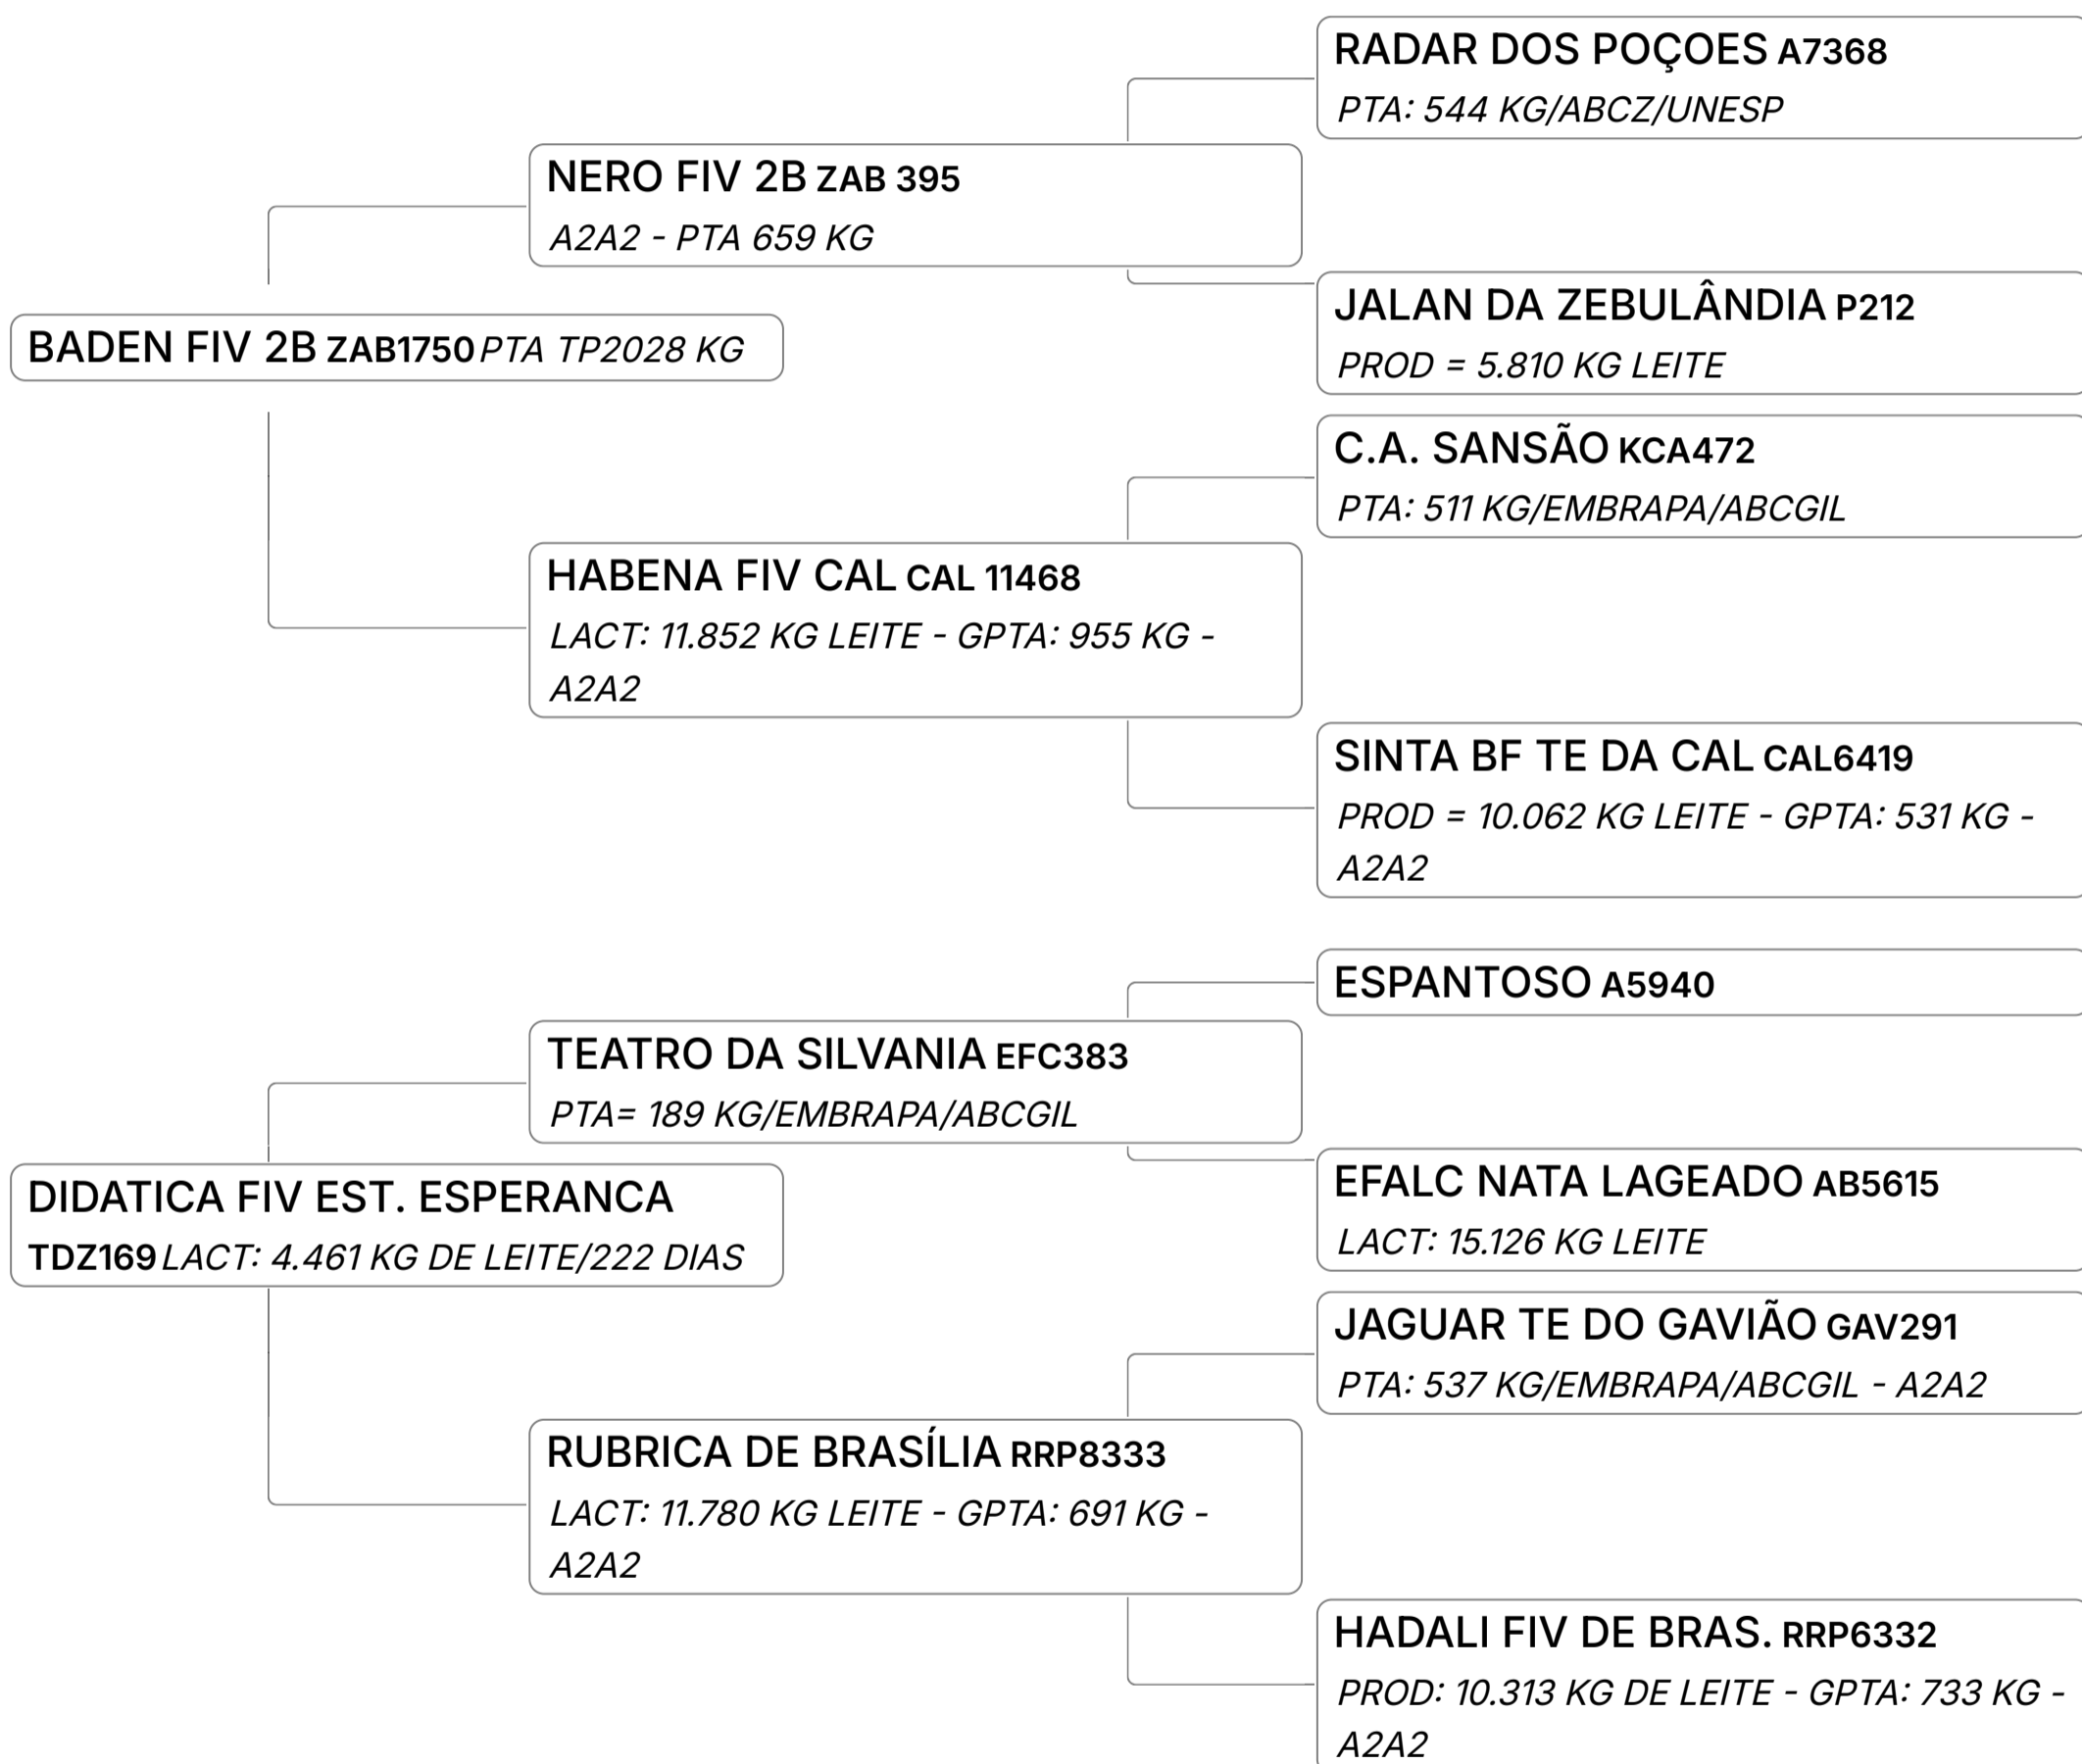 RADAR DOS POÇOES A7368
PTA: 544 KG/ABCZ/UNESP
NERO FIV 2B ZAB 395
A2A2 - PTA 659 KG
JALAN DA ZEBULÂNDIA P212
PROD = 5.810 KG LEITE
BADEN FIV 2B ZAB1750 PTA TP2028 KG
C.A. SANSÃO KCA472
PTA: 511 KG/EMBRAPA/ABCGIL
HABENA FIV CAL CAL 11468
LACT: 11.852 KG LEITE - GPTA: 955 KG -
A2A2
SINTA BF TE DA CAL CAL6419
PROD = 10.062 KG LEITE - GPTA: 531 KG -
A2A2
ESPANTOSO A5940
TEATRO DA SILVANIA EFC383
PTA= 189 KG/EMBRAPA/ABCGIL
EFALC NATA LAGEADO AB5615
LACT: 15.126 KG LEITE
DIDATICA FIV EST. ESPERANCA
TDZ169 LACT: 4.461 KG DE LEITE/222 DIAS
JAGUAR TE DO GAVIÃO GAV291
PTA: 537 KG/EMBRAPA/ABCGIL - A2A2
RUBRICA DE BRASÍLIA RRP8333
LACT: 11.780 KG LEITE - GPTA: 691 KG -
A2A2
HADALI FIV DE BRAS. RRP6332
PROD: 10.313 KG DE LEITE - GPTA: 733 KG -
A2A2